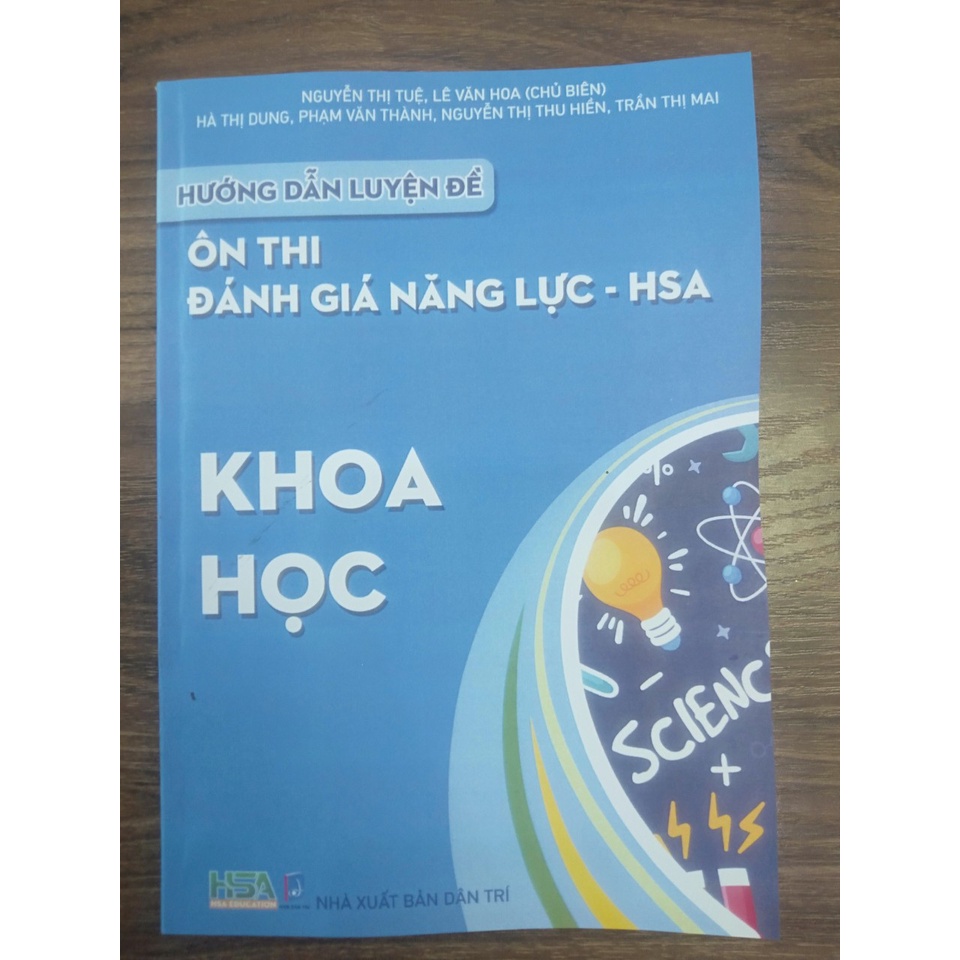 NGUYỄN THỊ TUỆ, LÊ VĂN HOA (CHỦ BIÊN)
HÀ THỊ DUNG, PHẠM VĂN THÀNH, NGUYỄN THỊ THU HIỀN, TRẦN THỊ MAI
HƯỚNG DẪN LUYỆN ĐỀ
ÔN THI
ĐÁNH GIÁ NĂNG LỰC - HSA
KHOA
HỌC
%
SCIENC
+
HSA
HSA EDUCATION
NHÀ XUẤT BẢN DÂN TRÍ